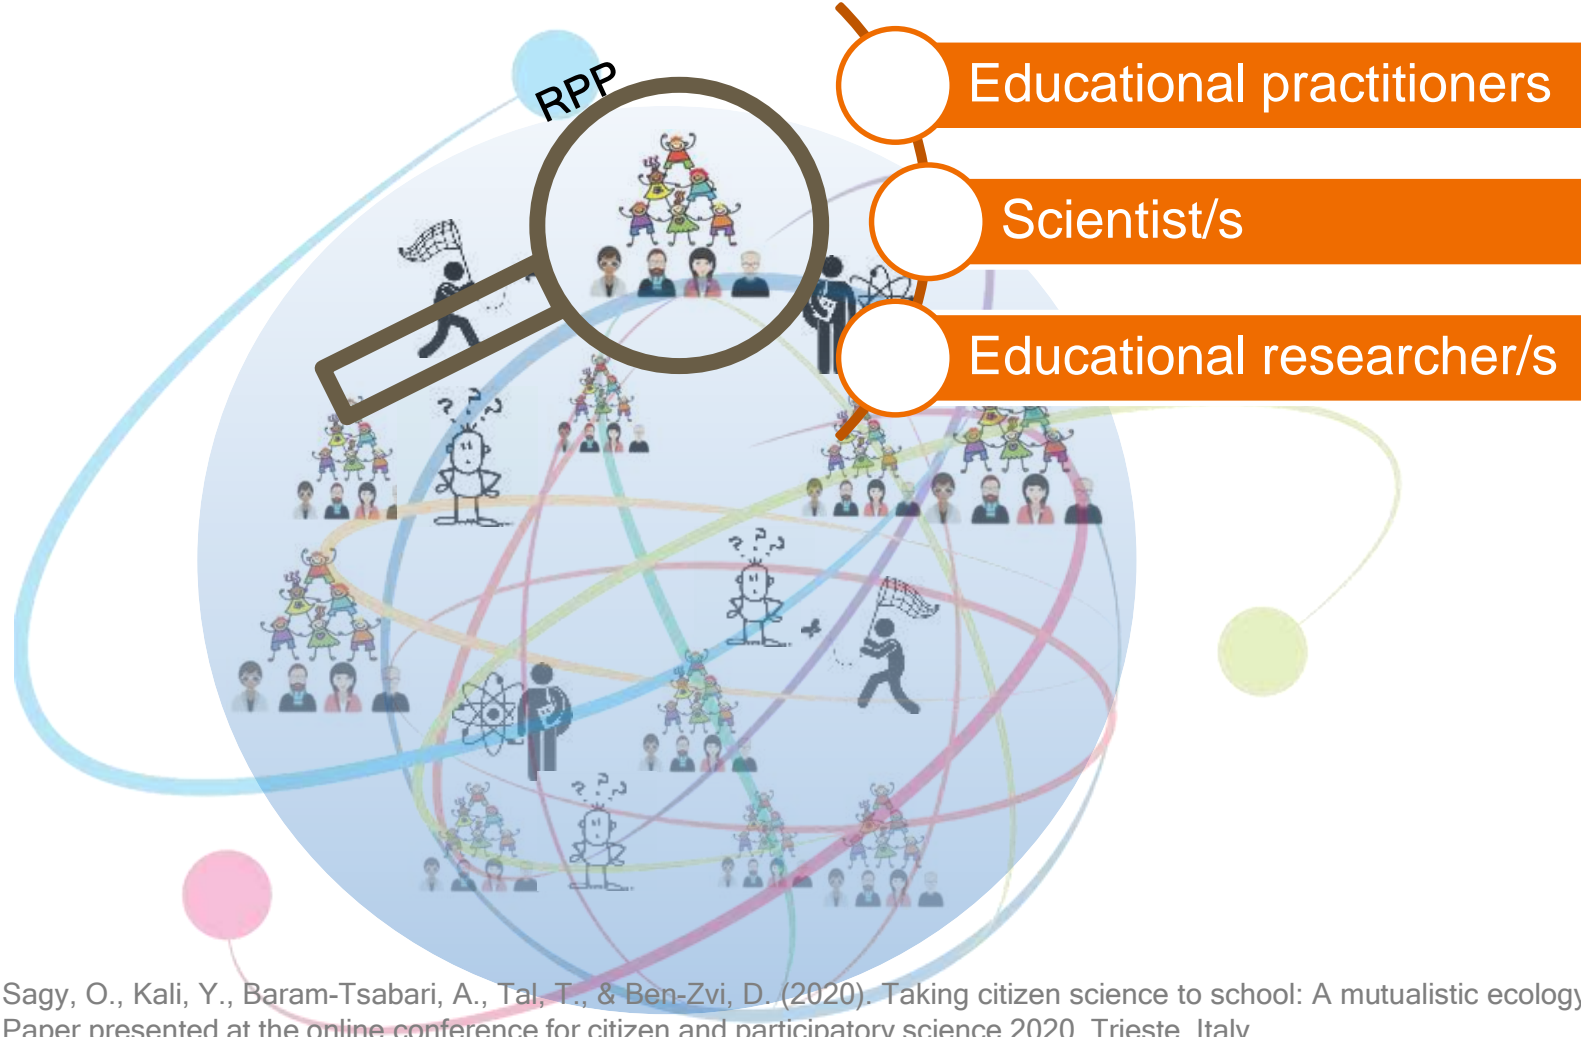 RPP
Educational practitioners
Scientist/s
Educational researcher/s
Sagy, O., Kali, Y., Baram-Tsabari, A., Tal, T., & Ben-Zvi, D. (2020). Taking citizen science to school: A mutualistic ecology
Paper presented at the online conference for citizen and participatory science 2020, Trieste, Italy